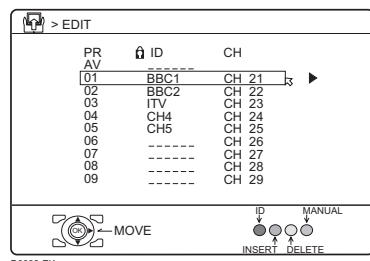 > EDIT
PR ID CH
AV _ _ _ _ _ _
01 BBC1 CH 21
02 BBC2 CH 22
03 ITV CH 23
04 CH4 CH 24
05 CH5 CH 25
06 _ _ _ _ _ _ CH 26
07 _ _ _ _ _ _ CH 27
08 _ _ _ _ _ _ CH 28
09 _ _ _ _ _ _ CH 29
OK MOVE
ID MANUAL
INSERT DELETE